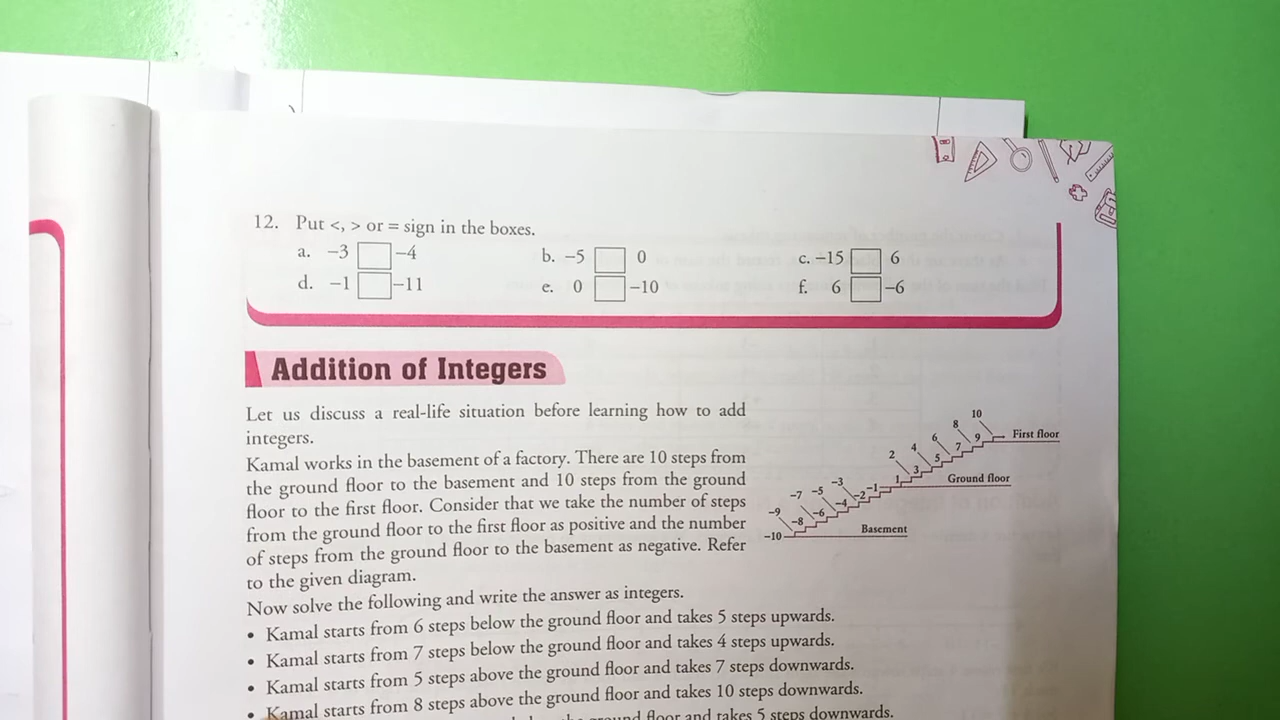 12. Put <, > or = sign in the boxes.
a. −3 −4 b. −5 0 c. −15 6
d. −1 −11 e. 0 −10 f. 6 −6
Addition of Integers
Let us discuss a real-life situation before learning how to add
integers.
Kamal works in the basement of a factory. There are 10 steps from
the ground floor to the basement and 10 steps from the ground
floor to the first floor. Consider that we take the number of steps
from the ground floor to the first floor as positive and the number
of steps from the ground floor to the basement as negative. Refer
to the given diagram.
10
8
9 First floor
6
7
4
5
2
3
1
Ground floor
−1
−3
−2
−5
−4
−7
−6
−9
−8
−10
Basement
Now solve the following and write the answer as integers.
• Kamal starts from 6 steps below the ground floor and takes 5 steps upwards.
• Kamal starts from 7 steps below the ground floor and takes 4 steps upwards.
• Kamal starts from 5 steps above the ground floor and takes 7 steps downwards.
• Kamal starts from 8 steps above the ground floor and takes 10 steps downwards.
ground floor and takes 5 steps downwards.